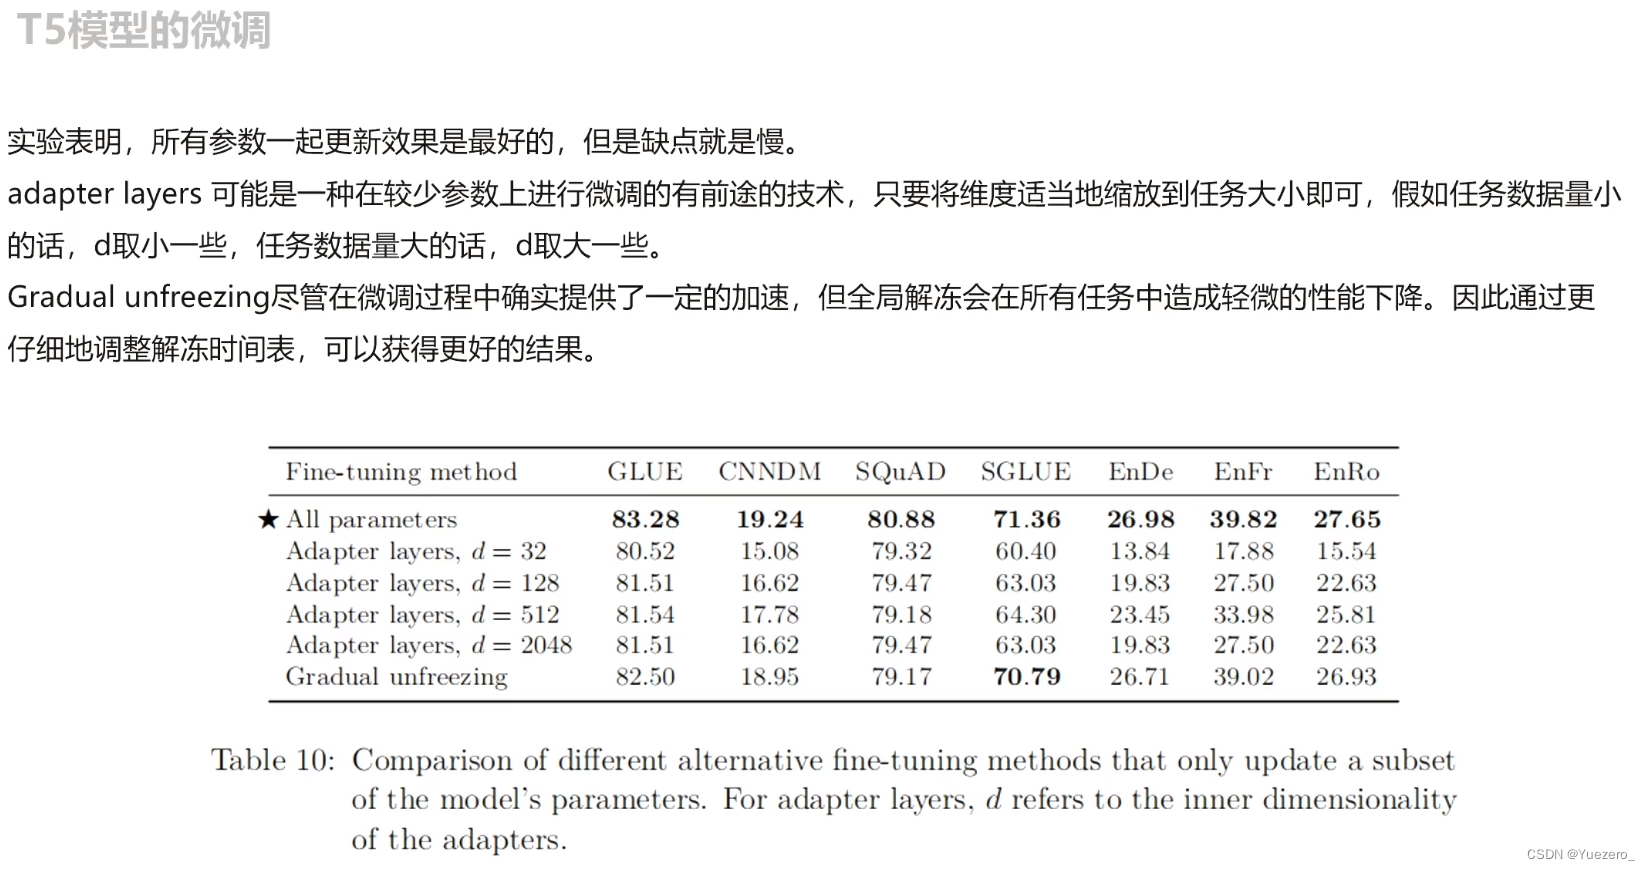 T5模型的微调
实验表明，所有参数一起更新效果是最好的，但是缺点就是慢。
adapter layers 可能是一种在较少参数上进行微调的有前途的技术，只要将维度适当地缩放到任务大小即可，假如任务数据量小
的话，d取小一些，任务数据量大的话，d取大一些。
Gradual unfreezing尽管在微调过程中确实提供了一定的加速，但全局解冻会在所有任务中造成轻微的性能下降。因此通过更
仔细地调整解冻时间表，可以获得更好的结果。
Fine-tuning method GLUE CNNDM SQuAD SGLUE EnDe EnFr EnRo
★ All parameters 83.28 19.24 80.88 71.36 26.98 39.82 27.65
Adapter layers, d = 32 80.52 15.08 79.32 60.40 13.84 17.88 15.54
Adapter layers, d = 128 81.51 16.62 79.47 63.03 19.83 27.50 22.63
Adapter layers, d = 512 81.54 17.78 79.18 64.30 23.45 33.98 25.81
Adapter layers, d = 2048 81.51 16.62 79.47 63.03 19.83 27.50 22.63
Gradual unfreezing 82.50 18.95 79.17 70.79 26.71 39.02 26.93
Table 10: Comparison of different alternative fine-tuning methods that only update a subset
of the model's parameters. For adapter layers, d refers to the inner dimensionality
of the adapters.
CSDN @Yuezero_